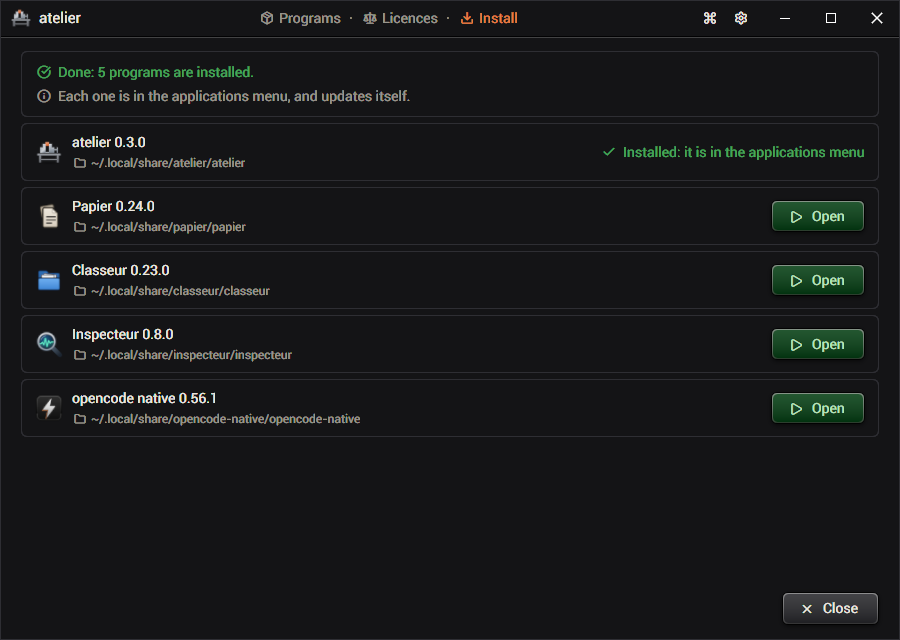 atelier
Programs · Licences · Install
Done: 5 programs are installed.
Each one is in the applications menu, and updates itself.
atelier 0.3.0
~/.local/share/atelier/atelier
Installed: it is in the applications menu
Papier 0.24.0
~/.local/share/papier/papier
Open
Classeur 0.23.0
~/.local/share/classeur/classeur
Open
Inspecteur 0.8.0
~/.local/share/inspecteur/inspecteur
Open
opencode native 0.56.1
~/.local/share/opencode-native/opencode-native
Open
Close